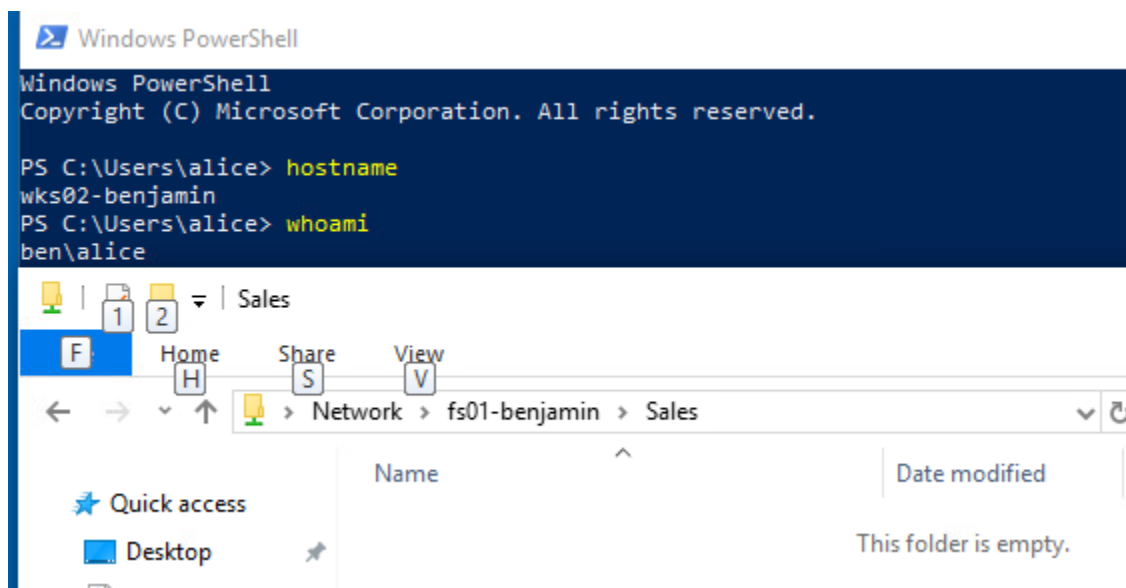 Windows PowerShell
Windows PowerShell
Copyright (C) Microsoft Corporation. All rights reserved.
PS C:\Users\alice> hostname
wks02-benjamin
PS C:\Users\alice> whoami
ben\alice
1 2 Sales
F Home Share View
H S V
Network > fs01-benjamin > Sales
Name Date modified
Quick access
This folder is empty.
Desktop